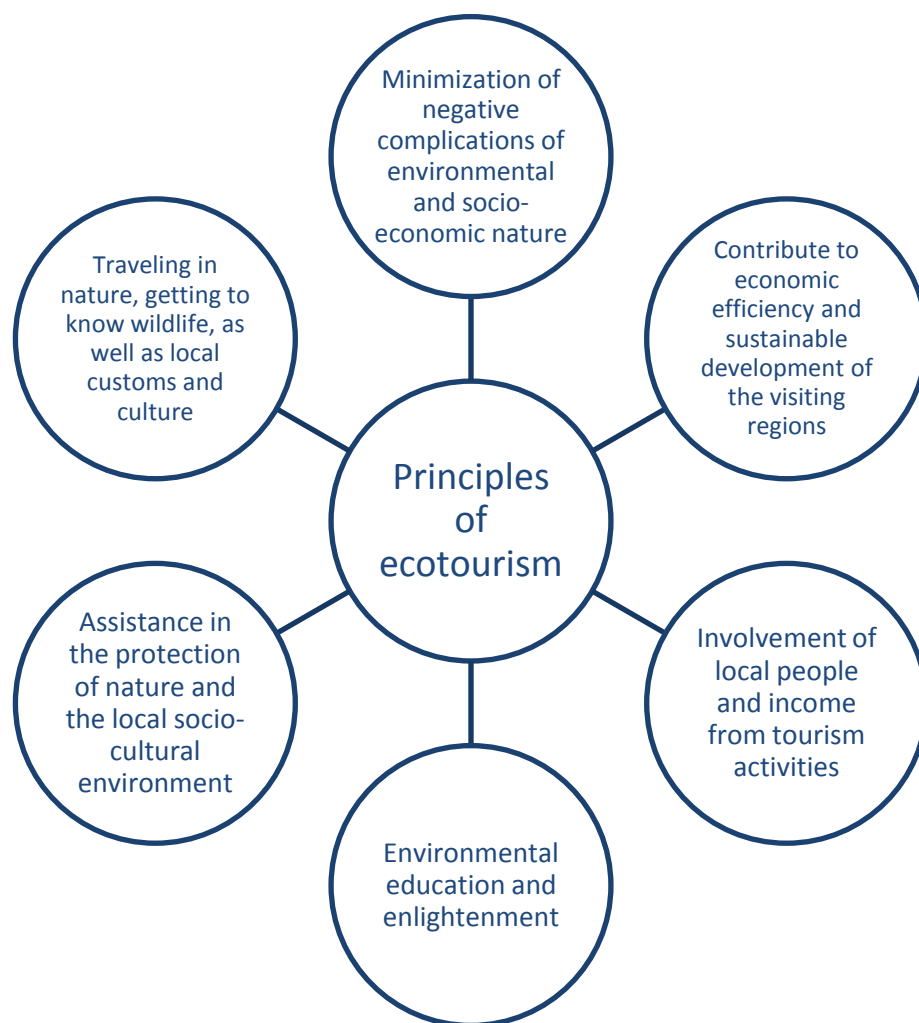 Minimization of
negative
complications of
environmental
and socio-
economic nature
Contribute to
economic
efficiency and
sustainable
development of
the visiting
regions
Involvement of
local people
and income
from tourism
activities
Environmental
education and
enlightenment
Assistance in
the protection
of nature and
the local socio-
cultural
environment
Traveling in
nature, getting to
know wildlife, as
well as local
customs and
culture
Principles
of
ecotourism